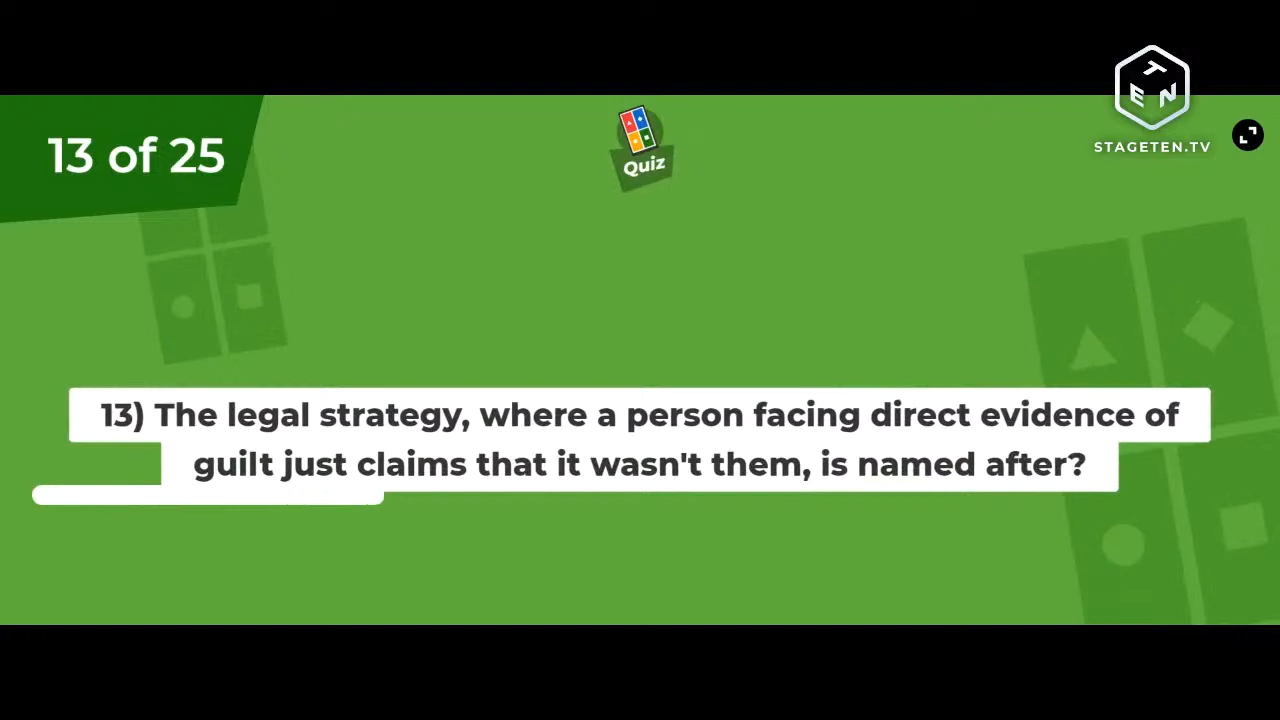 TEN
STAGETEN.TV
13 of 25
Quiz
13) The legal strategy, where a person facing direct evidence of
guilt just claims that it wasn't them, is named after?